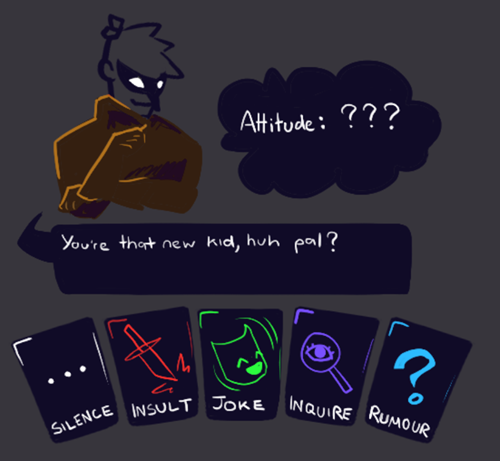 Attitude: ???
You're that new kid, huh pal?
...
SILENCE
INSULT
JOKE
INQUIRE
?
RUMOUR